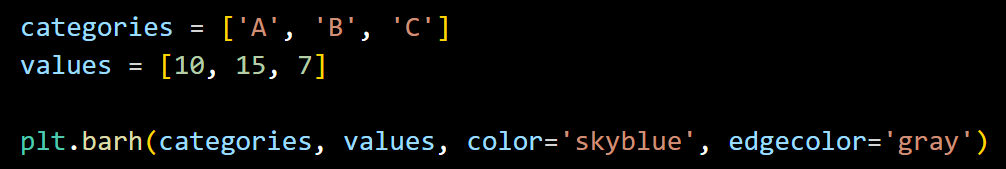 categories = ['A', 'B', 'C']
values = [10, 15, 7]
plt.barh(categories, values, color='skyblue', edgecolor='gray')